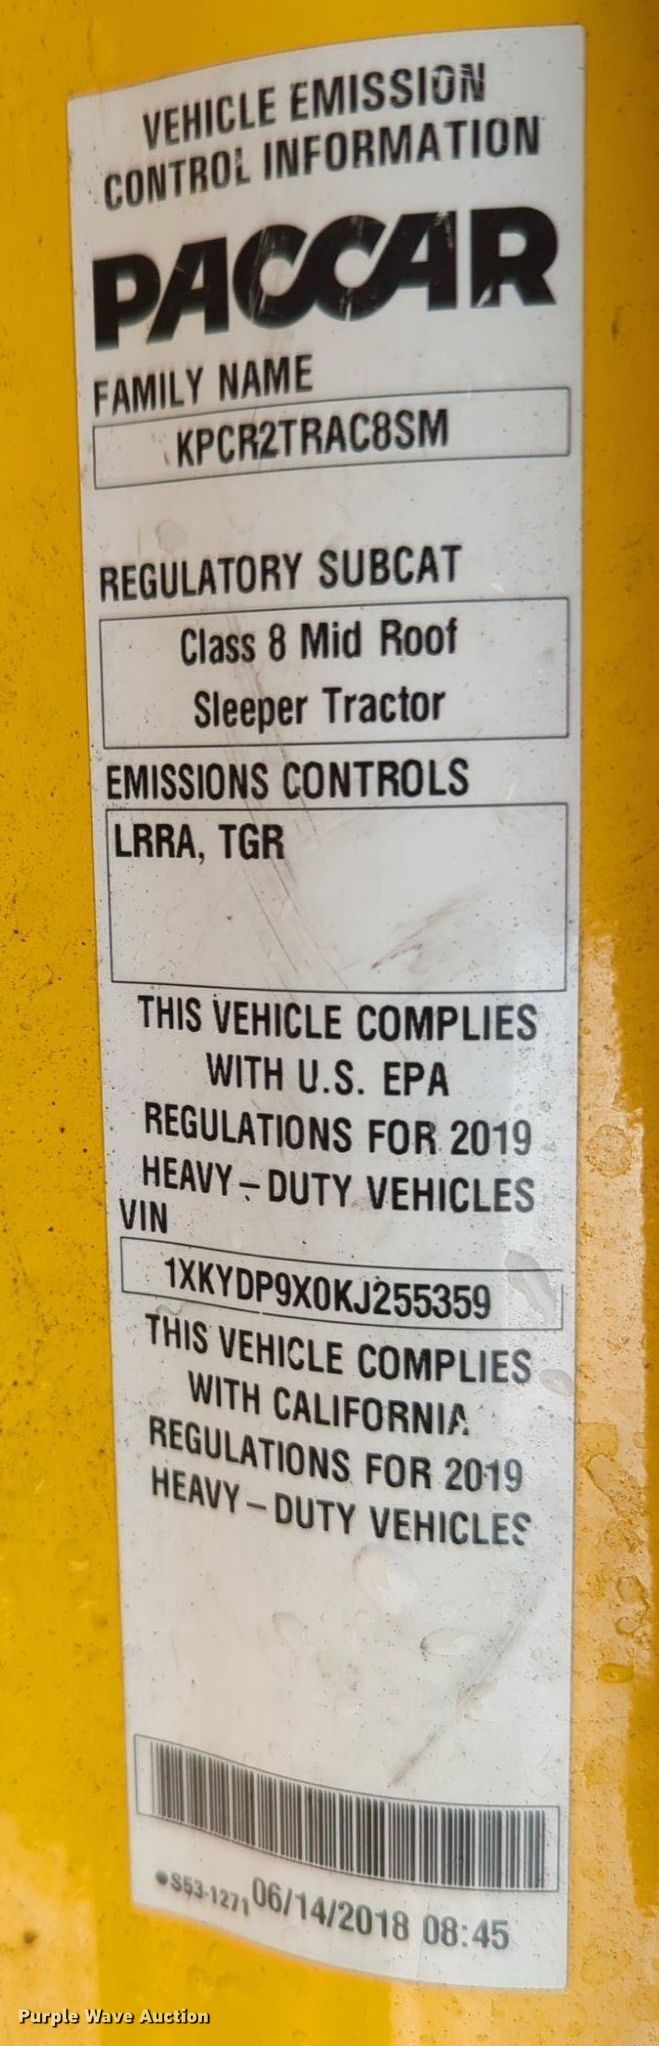 VEHICLE EMISSION
CONTROL INFORMATION
PACCAR
FAMILY NAME
KPCR2TRAC8SM
REGULATORY SUBCAT
Class 8 Mid Roof
Sleeper Tractor
EMISSIONS CONTROLS
LRRA, TGR
THIS VEHICLE COMPLIES
WITH U.S. EPA
REGULATIONS FOR 2019
HEAVY–DUTY VEHICLES
VIN
1XKYDP9X0KJ255359
THIS VEHICLE COMPLIES
WITH CALIFORNIA
REGULATIONS FOR 2019
HEAVY–DUTY VEHICLES
●S53-1271 06/14/2018 08:45
Purple Wave Auction